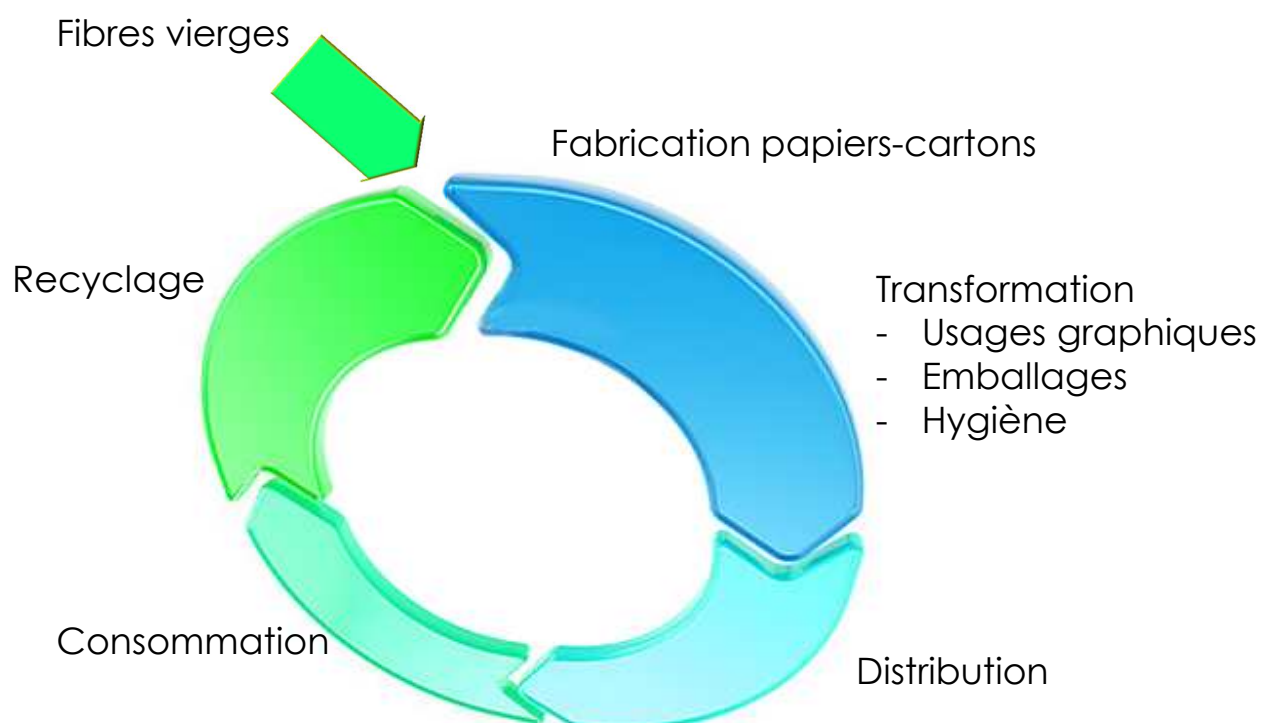 Fibres vierges
Fabrication papiers-cartons
Recyclage
Transformation
- Usages graphiques
- Emballages
- Hygiène
Consommation
Distribution